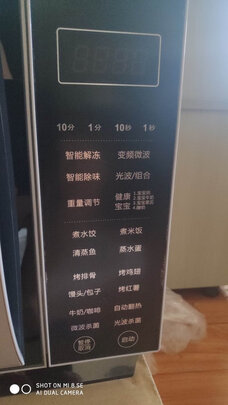 10分 1分 10秒 1秒
智能解冻 变频微波
智能除味 光波/组合
重量调节 健康宝宝
煮水饺 煮米饭
清蒸鱼 蒸水蛋
烤排骨 烤鸡翅
馒头/包子 烤红薯
牛奶/咖啡 自动翻热
微波杀菌 光波杀菌
暂停取消 启动
SHOT ON MI 8 SE
AI DUAL CAMERA